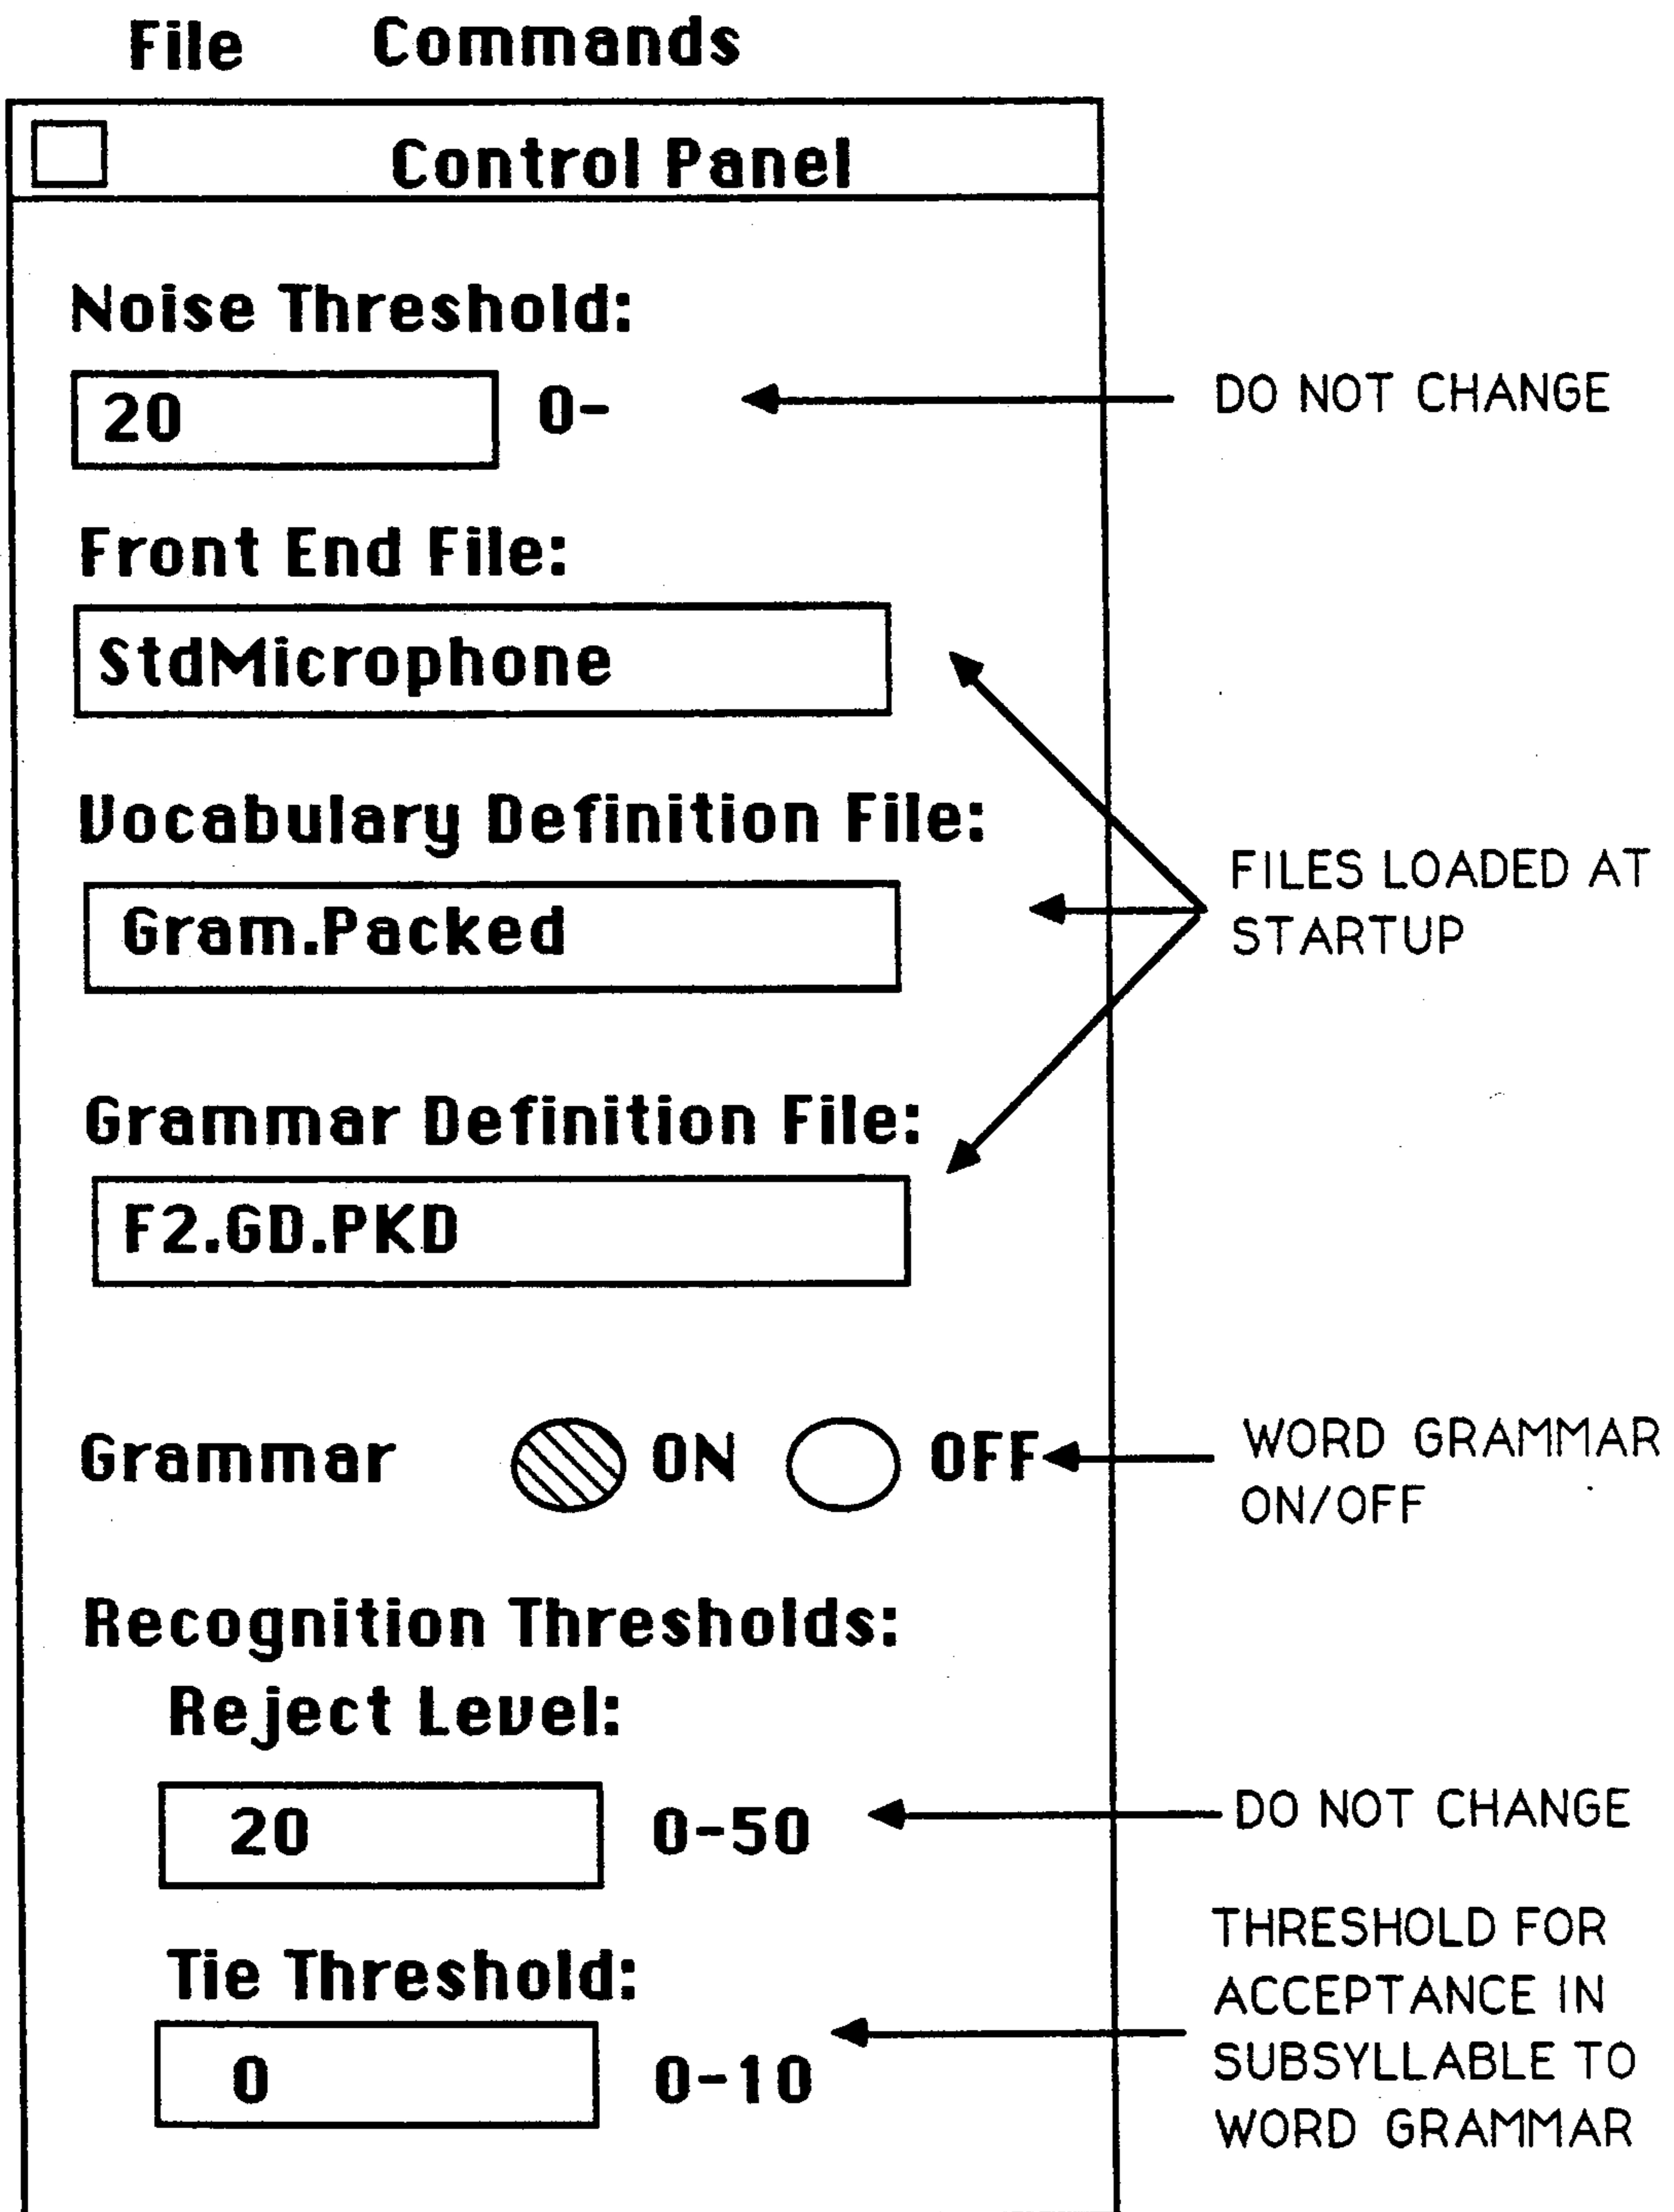 File Commands
Control Panel
Noise Threshold:
20 0-
DO NOT CHANGE
Front End File:
StdMicrophone
Vocabulary Definition File:
Gram.Packed
FILES LOADED AT
STARTUP
Grammar Definition File:
F2.GD.PKD
Grammar ON OFF
WORD GRAMMAR
ON/OFF
Recognition Thresholds:
Reject Level:
20 0-50
DO NOT CHANGE
Tie Threshold:
0 0-10
THRESHOLD FOR
ACCEPTANCE IN
SUBSYLLABLE TO
WORD GRAMMAR